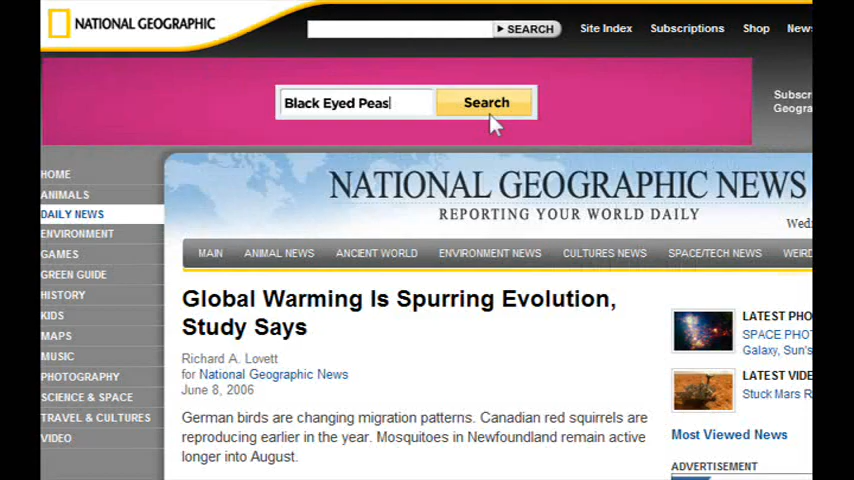 NATIONAL GEOGRAPHIC
SEARCH
Site Index
Subscriptions
Shop
News
Black Eyed Peas
Search
Subscr
Geogra
HOME
ANIMALS
DAILY NEWS
ENVIRONMENT
GAMES
GREEN GUIDE
HISTORY
KIDS
MAPS
MUSIC
PHOTOGRAPHY
SCIENCE & SPACE
TRAVEL & CULTURES
VIDEO
NATIONAL GEOGRAPHIC NEWS
REPORTING YOUR WORLD DAILY
Wed
MAIN
ANIMAL NEWS
ANCIENT WORLD
ENVIRONMENT NEWS
CULTURES NEWS
SPACE/TECH NEWS
WEIRD
Global Warming Is Spurring Evolution,
Study Says
Richard A. Lovett
for National Geographic News
June 8, 2006
German birds are changing migration patterns. Canadian red squirrels are
reproducing earlier in the year. Mosquitoes in Newfoundland remain active
longer into August.
LATEST PHO
SPACE PHOT
Galaxy, Sun's
LATEST VIDE
Stuck Mars R
Most Viewed News
ADVERTISEMENT